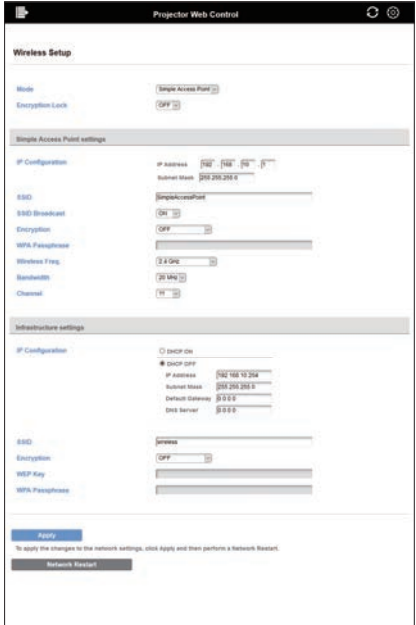 Projector Web Control
Wireless Setup
Mode Simple Access Point
Encryption Lock OFF
Simple Access Point settings
IP Configuration IP Address 192 . 168 . 10 . 1
Subnet Mask 255.255.255.0
SSID SimpleAccessPoint
SSID Broadcast ON
Encryption OFF
WPA Passphrase
Wireless Freq. 2.4 GHz
Bandwidth 20 MHz
Channel 11
Infrastructure settings
IP Configuration DHCP ON
DHCP OFF
IP Address 192.168.10.254
Subnet Mask 255.255.255.0
Default Gateway 0.0.0.0
DNS Server 0.0.0.0
SSID wireless
Encryption OFF
WEP Key
WPA Passphrase
Apply
To apply the changes to the network settings, click Apply and then perform a Network Restart.
Network Restart